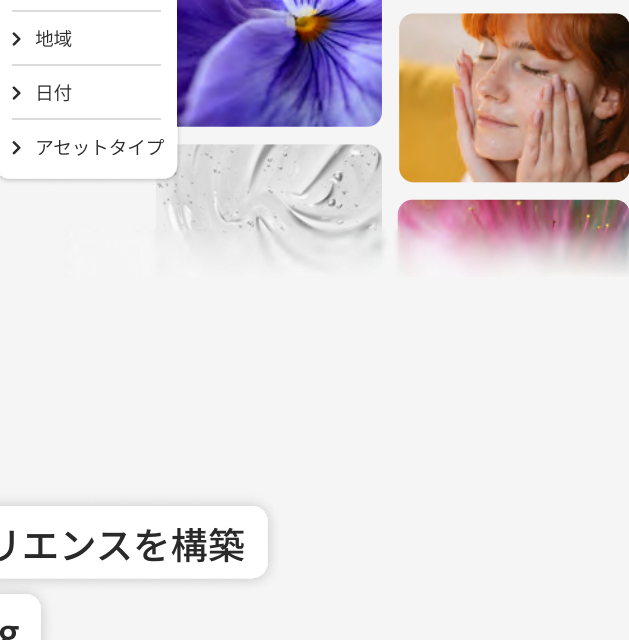 地域
日付
アセットタイプ
リエンスを構築
g